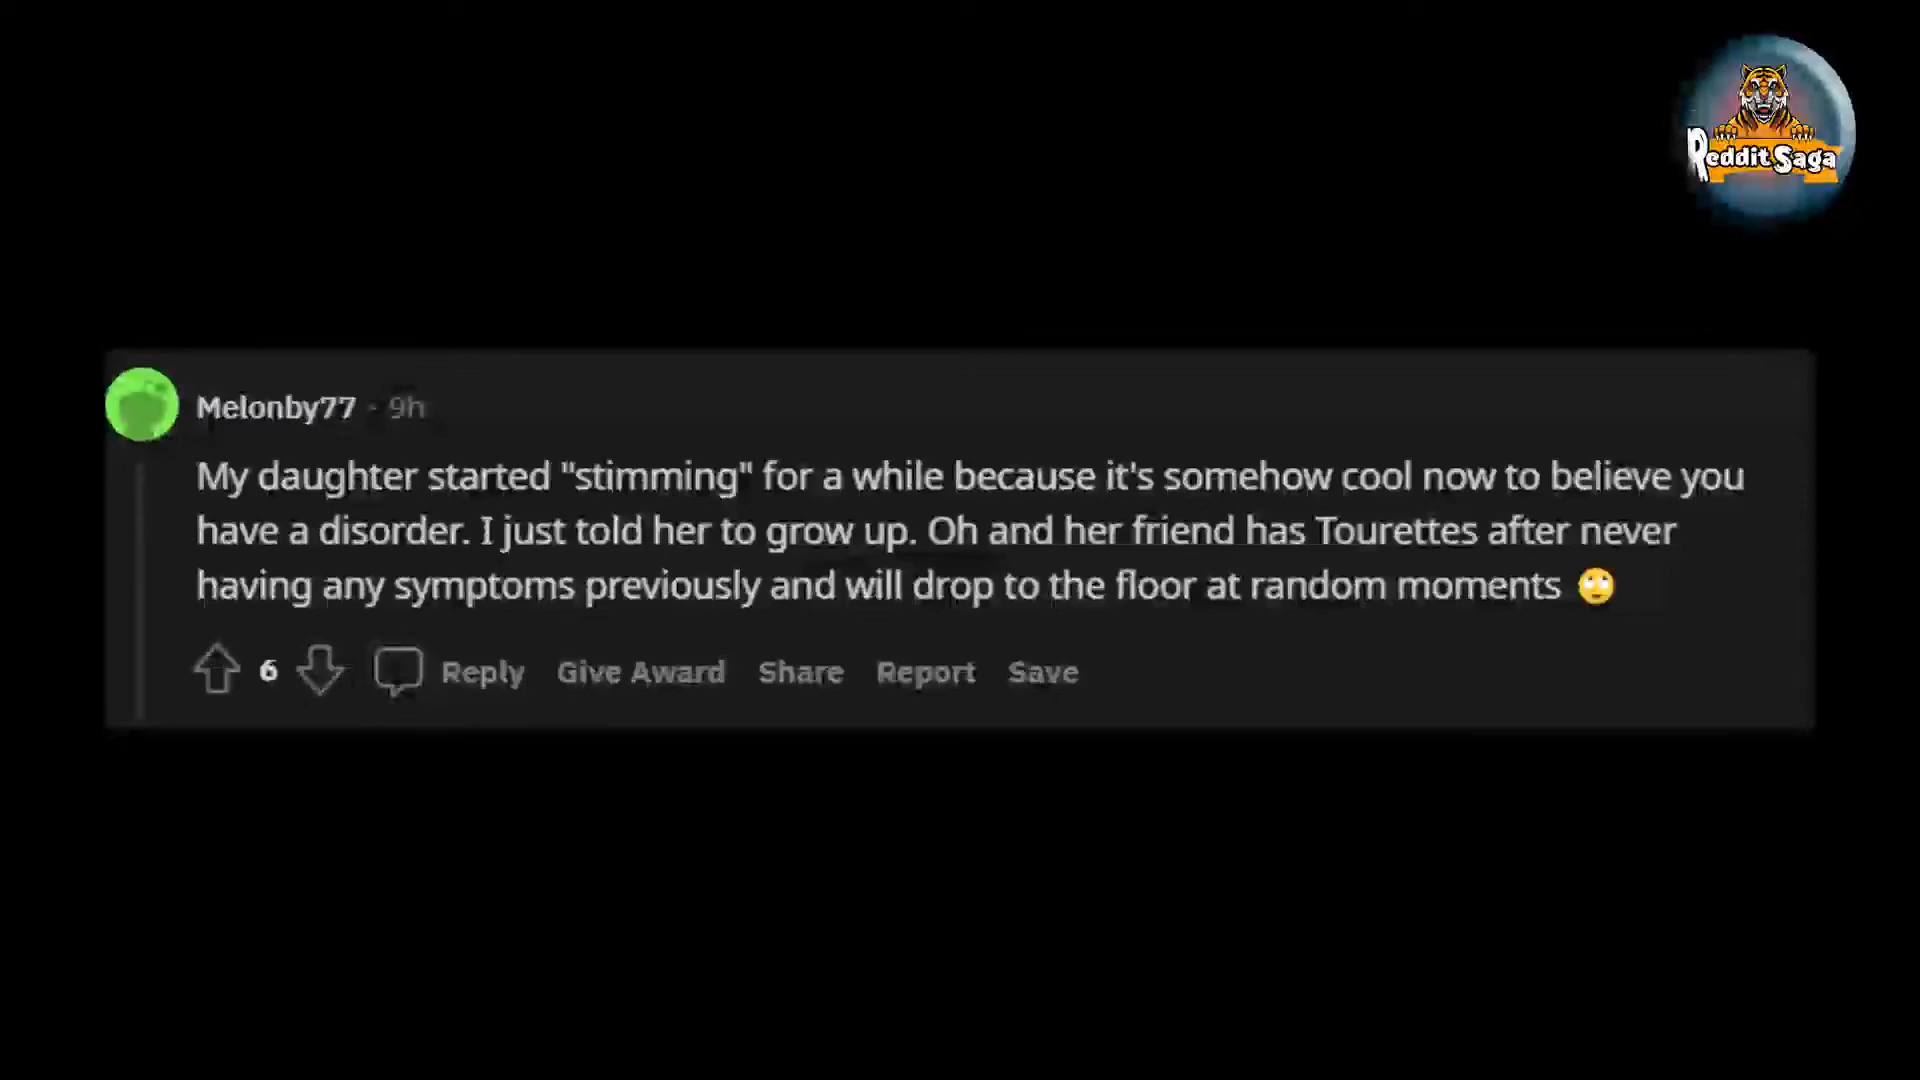 Reddit Saga
Melonby77 · 9h
My daughter started "stimming" for a while because it's somehow cool now to believe you
have a disorder. I just told her to grow up. Oh and her friend has Tourettes after never
having any symptoms previously and will drop to the floor at random moments 🙄
6 Reply Give Award Share Report Save